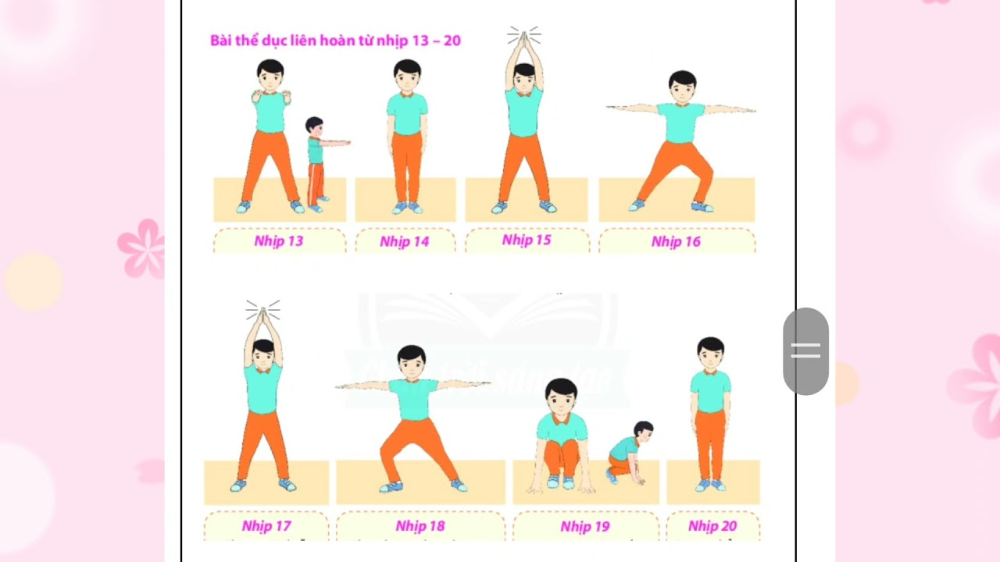 Bài thể dục liên hoàn từ nhịp 13 – 20
Nhịp 13
Nhịp 14
Nhịp 15
Nhịp 16
Nhịp 17
Nhịp 18
Nhịp 19
Nhịp 20